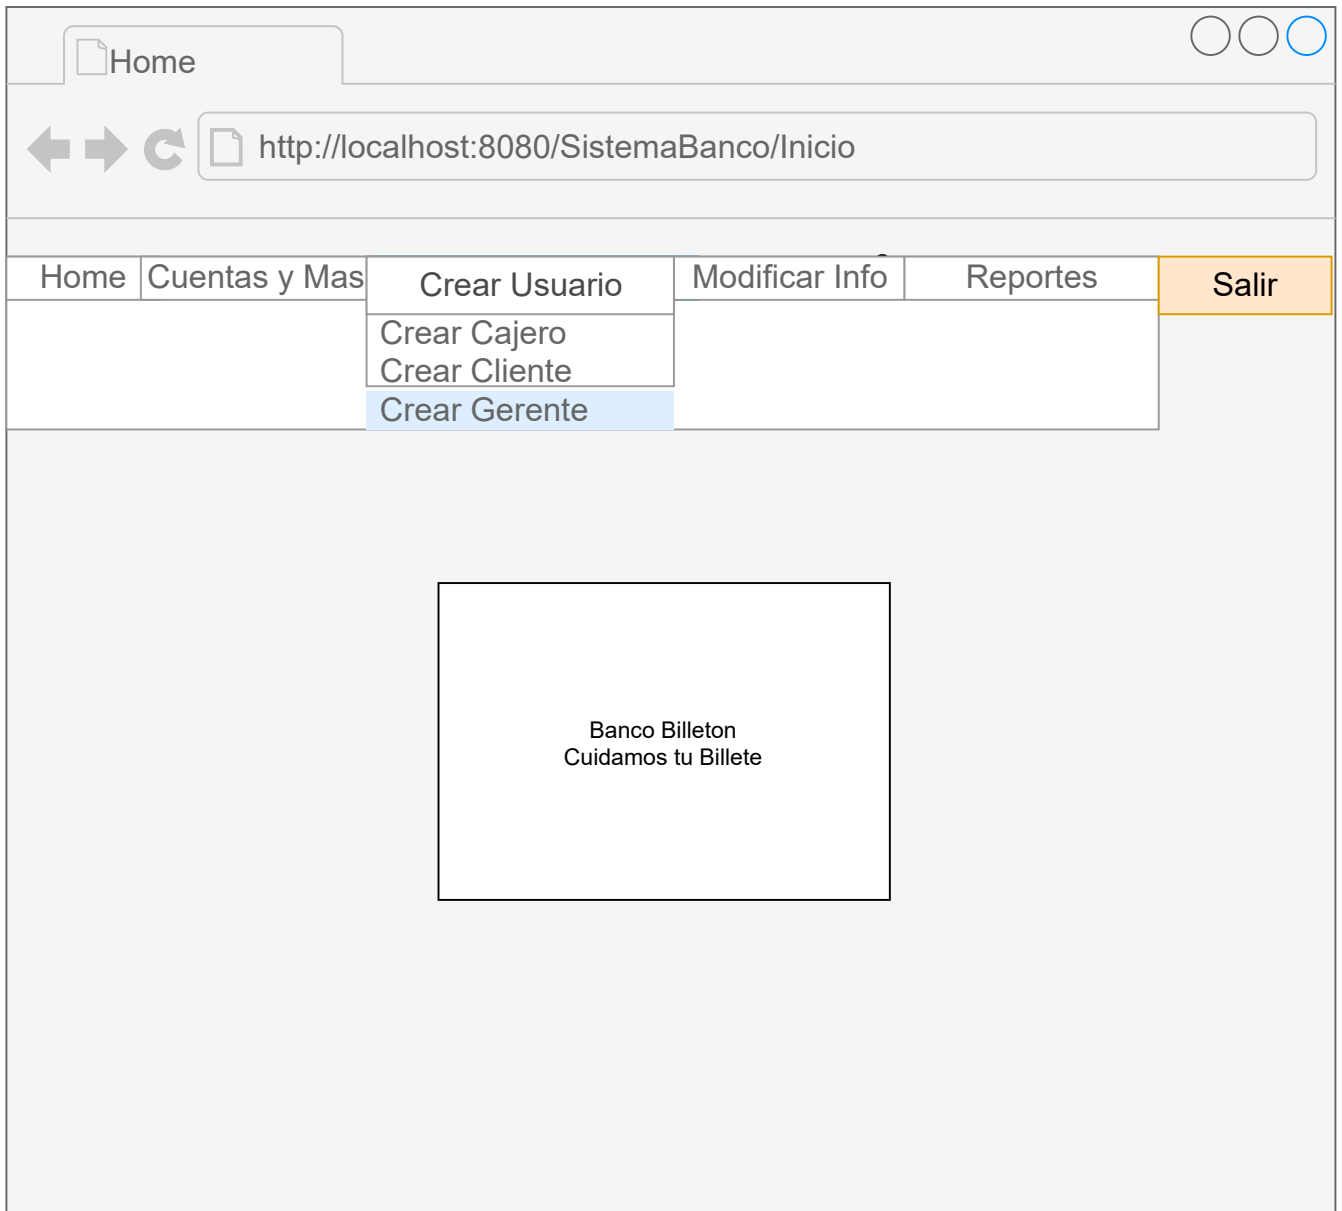 Home
http://localhost:8080/SistemaBanco/Inicio
Home Cuentas y Mas Crear Usuario Modificar Info Reportes Salir
Crear Cajero
Crear Cliente
Crear Gerente
Banco Billeton
Cuidamos tu Billete